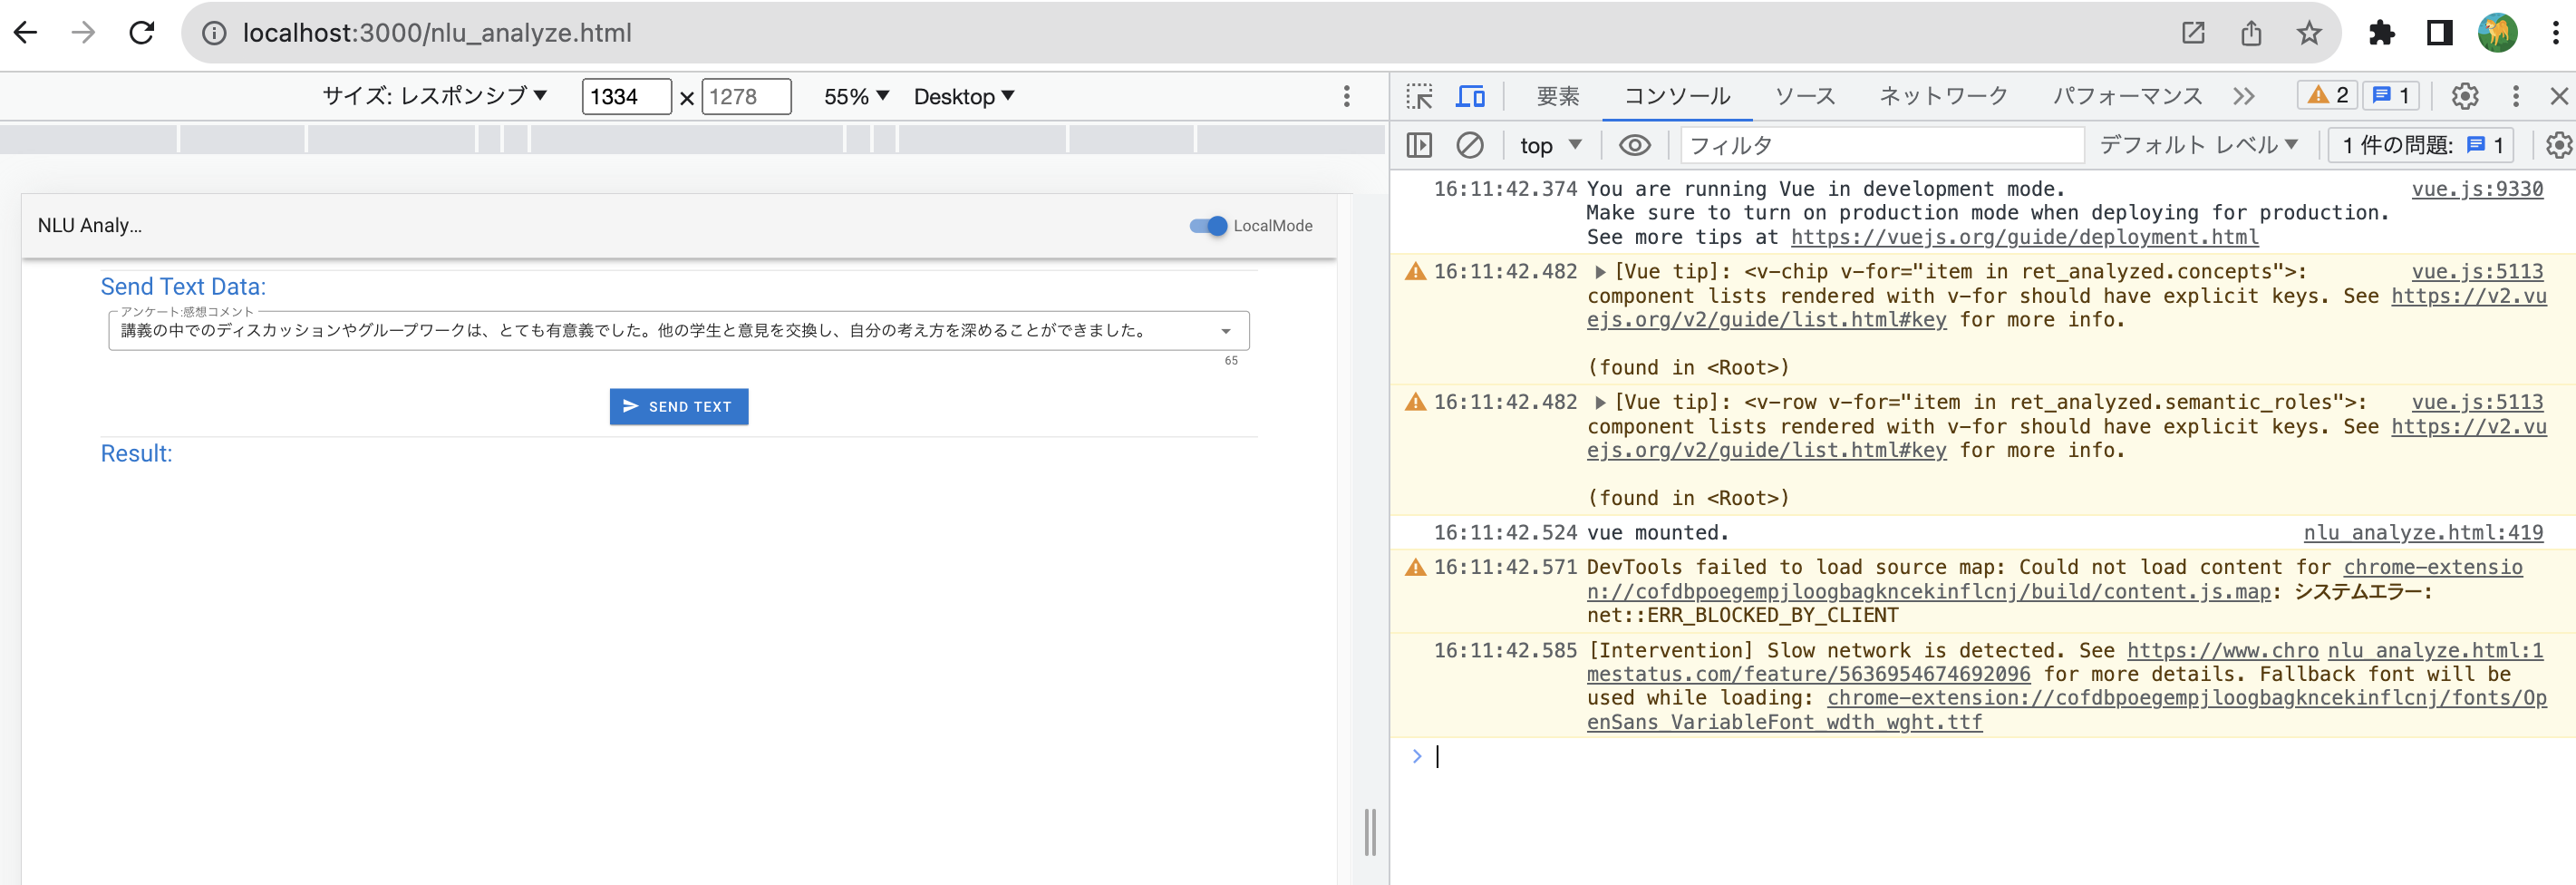 localhost:3000/nlu_analyze.html
サイズ: レスポンシブ 1334 × 1278 55% Desktop
NLU Analy...
LocalMode
Send Text Data:
アンケート:感想コメント
講義の中でのディスカッションやグループワークは、とても有意義でした。他の学生と意見を交換し、自分の考え方を深めることができました。
65
SEND TEXT
Result:
要素 コンソール ソース ネットワーク パフォーマンス 2 1
top フィルタ デフォルト レベル 1 件の問題: 1
16:11:42.374 You are running Vue in development mode. vue.js:9330
Make sure to turn on production mode when deploying for production.
See more tips at https://vuejs.org/guide/deployment.html
16:11:42.482 [Vue tip]: <v-chip v-for="item in ret_analyzed.concepts">: vue.js:5113
component lists rendered with v-for should have explicit keys. See https://v2.vu
ejs.org/v2/guide/list.html#key for more info.
(found in <Root>)
16:11:42.482 [Vue tip]: <v-row v-for="item in ret_analyzed.semantic_roles">: vue.js:5113
component lists rendered with v-for should have explicit keys. See https://v2.vu
ejs.org/v2/guide/list.html#key for more info.
(found in <Root>)
16:11:42.524 vue mounted. nlu_analyze.html:419
16:11:42.571 DevTools failed to load source map: Could not load content for chrome-extensio
n://cofdbpoegempjloogbagkncekinflcnj/build/content.js.map: システムエラー:
net::ERR_BLOCKED_BY_CLIENT
16:11:42.585 [Intervention] Slow network is detected. See https://www.chro nlu_analyze.html:1
mestatus.com/feature/5636954674692096 for more details. Fallback font will be
used while loading: chrome-extension://cofdbpoegempjloogbagkncekinflcnj/fonts/Op
enSans_VariableFont_wdth_wght.ttf